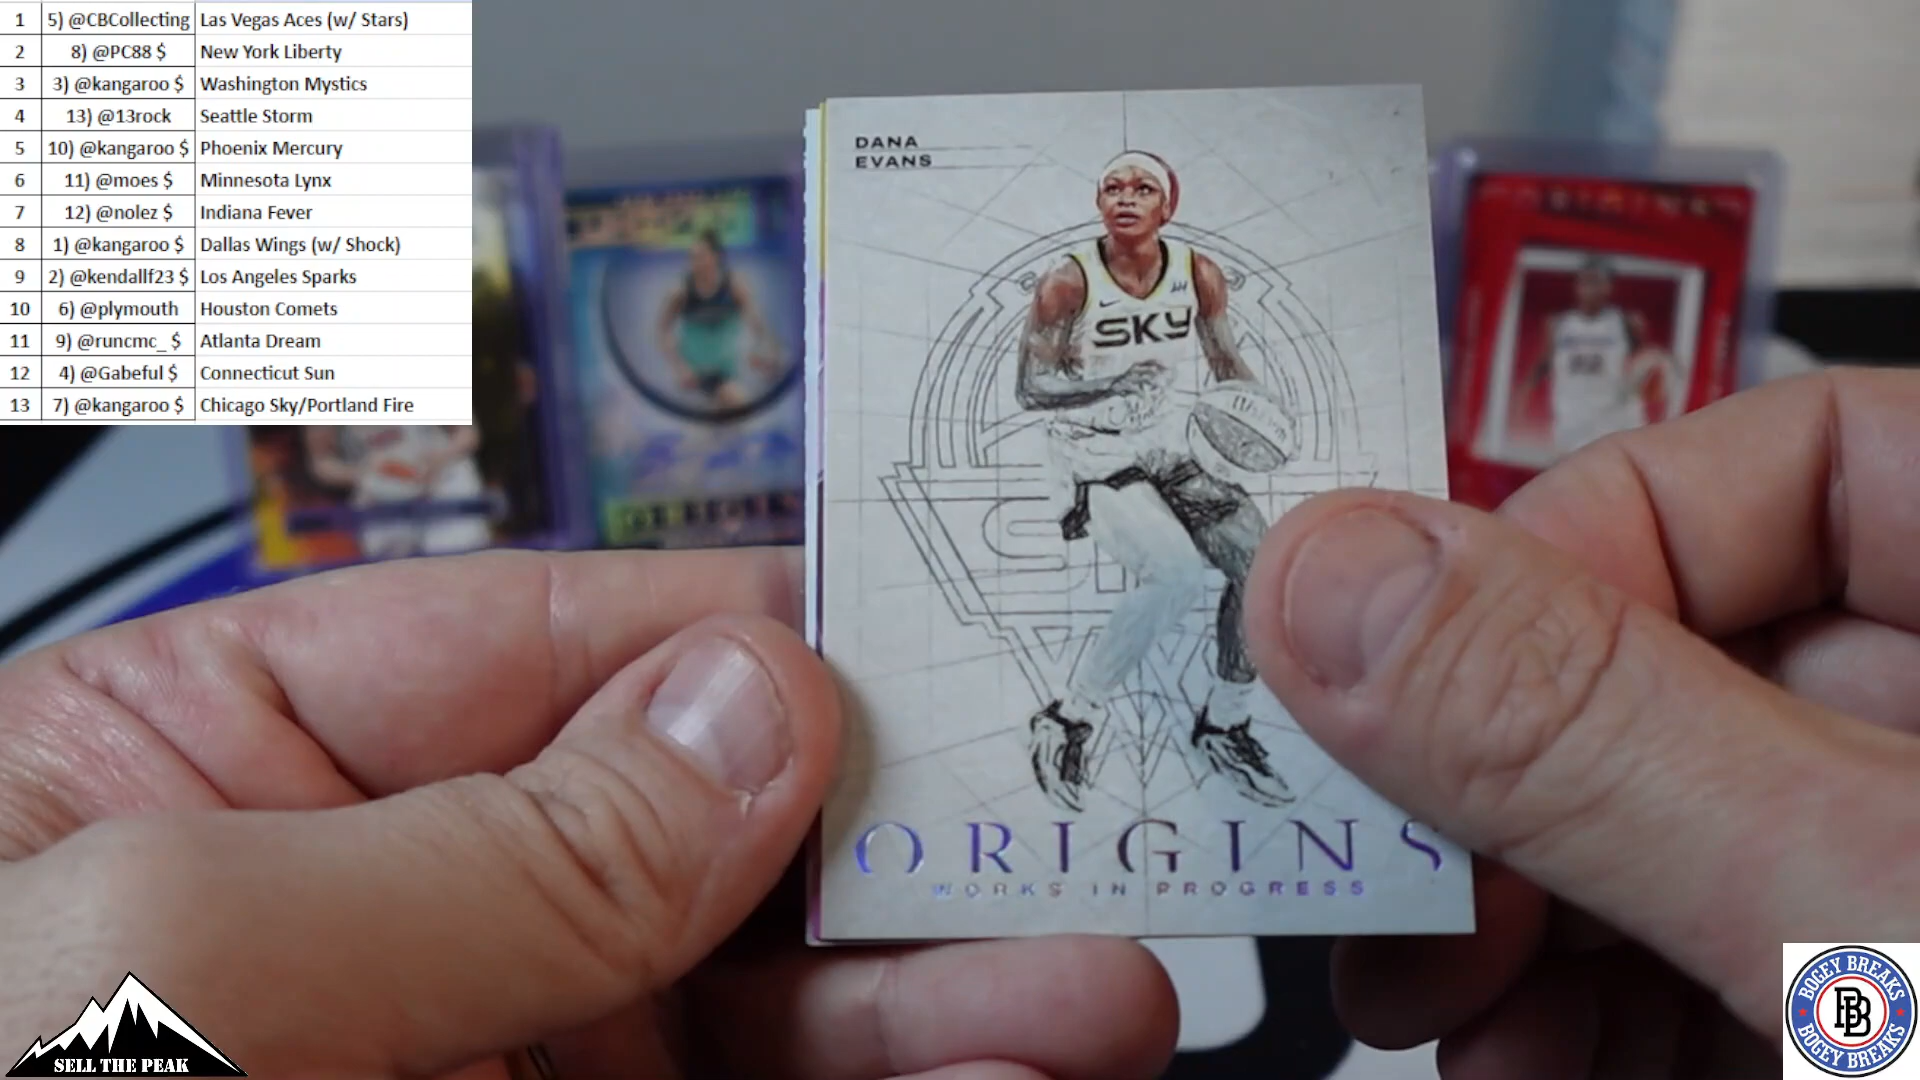 1 5) @CBCollecting Las Vegas Aces (w/ Stars)
2 8) @PC88 $ New York Liberty
3 3) @kangaroo $ Washington Mystics
4 13) @13rock Seattle Storm
5 10) @kangaroo $ Phoenix Mercury
6 11) @moes $ Minnesota Lynx
7 12) @nolez $ Indiana Fever
8 1) @kangaroo $ Dallas Wings (w/ Shock)
9 2) @kendallf23 $ Los Angeles Sparks
10 6) @plymouth Houston Comets
11 9) @runcmc_ $ Atlanta Dream
12 4) @Gabeful $ Connecticut Sun
13 7) @kangaroo $ Chicago Sky/Portland Fire
DANA
EVANS
SKY
ORIGINS
WORKS IN PROGRESS
SELL THE PEAK
BOGEY BREAKS
BB
BOGEY BREAKS